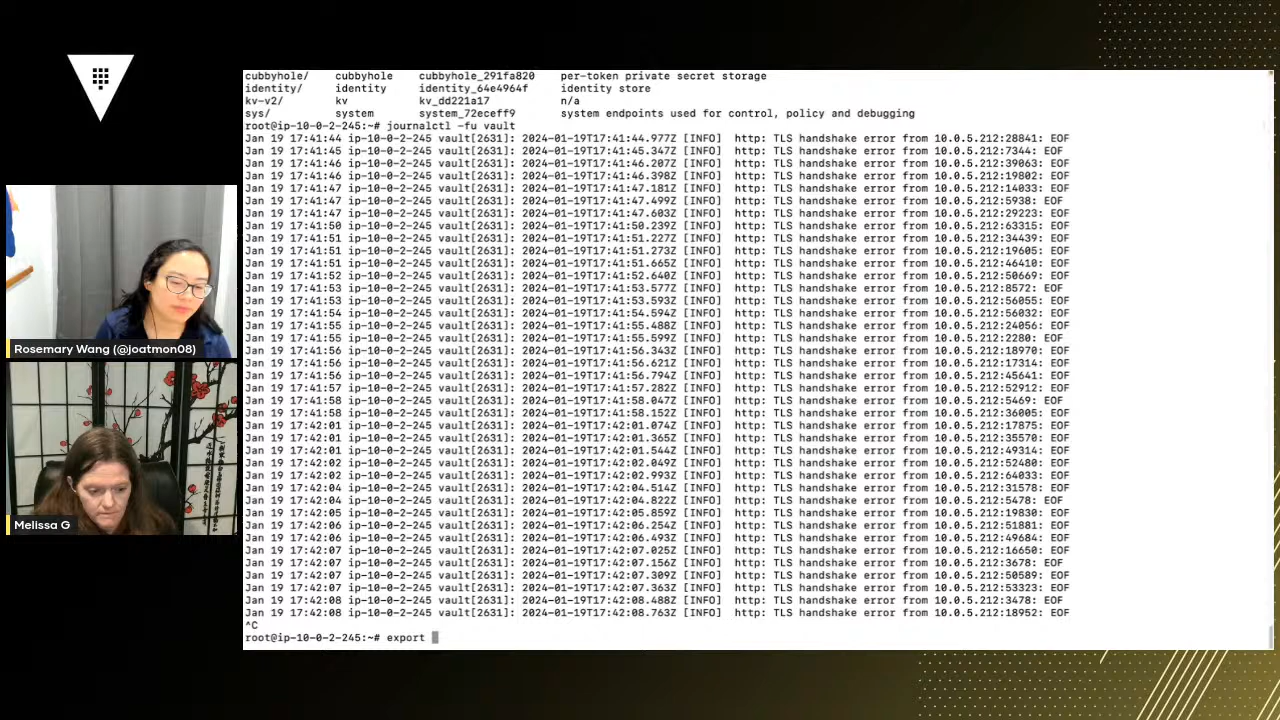 cubbyhole/    cubbyhole    cubbyhole_291fa820    per-token private secret storage
identity/    identity    identity_64e4964f    identity store
kv-v2/    kv    kv_dd221a17    n/a
sys/    system    system_72eceff9    system endpoints used for control, policy and debugging
root@ip-10-0-2-245:~# journalctl -fu vault
Jan 19 17:41:44 ip-10-0-2-245 vault[2631]: 2024-01-19T17:41:44.977Z [INFO]  http: TLS handshake error from 10.0.5.212:28841: EOF
Jan 19 17:41:45 ip-10-0-2-245 vault[2631]: 2024-01-19T17:41:45.347Z [INFO]  http: TLS handshake error from 10.0.5.212:7344: EOF
Jan 19 17:41:46 ip-10-0-2-245 vault[2631]: 2024-01-19T17:41:46.207Z [INFO]  http: TLS handshake error from 10.0.5.212:39063: EOF
Jan 19 17:41:46 ip-10-0-2-245 vault[2631]: 2024-01-19T17:41:46.398Z [INFO]  http: TLS handshake error from 10.0.5.212:19802: EOF
Jan 19 17:41:47 ip-10-0-2-245 vault[2631]: 2024-01-19T17:41:47.181Z [INFO]  http: TLS handshake error from 10.0.5.212:14033: EOF
Jan 19 17:41:47 ip-10-0-2-245 vault[2631]: 2024-01-19T17:41:47.499Z [INFO]  http: TLS handshake error from 10.0.5.212:5938: EOF
Jan 19 17:41:47 ip-10-0-2-245 vault[2631]: 2024-01-19T17:41:47.603Z [INFO]  http: TLS handshake error from 10.0.5.212:29223: EOF
Jan 19 17:41:50 ip-10-0-2-245 vault[2631]: 2024-01-19T17:41:50.239Z [INFO]  http: TLS handshake error from 10.0.5.212:63315: EOF
Jan 19 17:41:51 ip-10-0-2-245 vault[2631]: 2024-01-19T17:41:51.227Z [INFO]  http: TLS handshake error from 10.0.5.212:34439: EOF
Jan 19 17:41:51 ip-10-0-2-245 vault[2631]: 2024-01-19T17:41:51.273Z [INFO]  http: TLS handshake error from 10.0.5.212:19605: EOF
Jan 19 17:41:51 ip-10-0-2-245 vault[2631]: 2024-01-19T17:41:51.665Z [INFO]  http: TLS handshake error from 10.0.5.212:46410: EOF
Jan 19 17:41:52 ip-10-0-2-245 vault[2631]: 2024-01-19T17:41:52.640Z [INFO]  http: TLS handshake error from 10.0.5.212:50669: EOF
Jan 19 17:41:53 ip-10-0-2-245 vault[2631]: 2024-01-19T17:41:53.577Z [INFO]  http: TLS handshake error from 10.0.5.212:8572: EOF
Jan 19 17:41:53 ip-10-0-2-245 vault[2631]: 2024-01-19T17:41:53.593Z [INFO]  http: TLS handshake error from 10.0.5.212:56055: EOF
Jan 19 17:41:54 ip-10-0-2-245 vault[2631]: 2024-01-19T17:41:54.594Z [INFO]  http: TLS handshake error from 10.0.5.212:56032: EOF
Jan 19 17:41:55 ip-10-0-2-245 vault[2631]: 2024-01-19T17:41:55.488Z [INFO]  http: TLS handshake error from 10.0.5.212:24056: EOF
Jan 19 17:41:55 ip-10-0-2-245 vault[2631]: 2024-01-19T17:41:55.599Z [INFO]  http: TLS handshake error from 10.0.5.212:2280: EOF
Jan 19 17:41:56 ip-10-0-2-245 vault[2631]: 2024-01-19T17:41:56.343Z [INFO]  http: TLS handshake error from 10.0.5.212:18970: EOF
Jan 19 17:41:56 ip-10-0-2-245 vault[2631]: 2024-01-19T17:41:56.621Z [INFO]  http: TLS handshake error from 10.0.5.212:17314: EOF
Jan 19 17:41:56 ip-10-0-2-245 vault[2631]: 2024-01-19T17:41:56.794Z [INFO]  http: TLS handshake error from 10.0.5.212:45641: EOF
Jan 19 17:41:57 ip-10-0-2-245 vault[2631]: 2024-01-19T17:41:57.282Z [INFO]  http: TLS handshake error from 10.0.5.212:52912: EOF
Jan 19 17:41:58 ip-10-0-2-245 vault[2631]: 2024-01-19T17:41:58.047Z [INFO]  http: TLS handshake error from 10.0.5.212:5469: EOF
Jan 19 17:41:58 ip-10-0-2-245 vault[2631]: 2024-01-19T17:41:58.152Z [INFO]  http: TLS handshake error from 10.0.5.212:36005: EOF
Jan 19 17:42:01 ip-10-0-2-245 vault[2631]: 2024-01-19T17:42:01.074Z [INFO]  http: TLS handshake error from 10.0.5.212:17875: EOF
Jan 19 17:42:01 ip-10-0-2-245 vault[2631]: 2024-01-19T17:42:01.365Z [INFO]  http: TLS handshake error from 10.0.5.212:35570: EOF
Jan 19 17:42:01 ip-10-0-2-245 vault[2631]: 2024-01-19T17:42:01.544Z [INFO]  http: TLS handshake error from 10.0.5.212:49314: EOF
Jan 19 17:42:02 ip-10-0-2-245 vault[2631]: 2024-01-19T17:42:02.049Z [INFO]  http: TLS handshake error from 10.0.5.212:52480: EOF
Jan 19 17:42:02 ip-10-0-2-245 vault[2631]: 2024-01-19T17:42:02.993Z [INFO]  http: TLS handshake error from 10.0.5.212:64033: EOF
Jan 19 17:42:04 ip-10-0-2-245 vault[2631]: 2024-01-19T17:42:04.514Z [INFO]  http: TLS handshake error from 10.0.5.212:31578: EOF
Jan 19 17:42:04 ip-10-0-2-245 vault[2631]: 2024-01-19T17:42:04.822Z [INFO]  http: TLS handshake error from 10.0.5.212:5478: EOF
Jan 19 17:42:05 ip-10-0-2-245 vault[2631]: 2024-01-19T17:42:05.859Z [INFO]  http: TLS handshake error from 10.0.5.212:19830: EOF
Jan 19 17:42:06 ip-10-0-2-245 vault[2631]: 2024-01-19T17:42:06.254Z [INFO]  http: TLS handshake error from 10.0.5.212:51881: EOF
Jan 19 17:42:06 ip-10-0-2-245 vault[2631]: 2024-01-19T17:42:06.493Z [INFO]  http: TLS handshake error from 10.0.5.212:49684: EOF
Jan 19 17:42:07 ip-10-0-2-245 vault[2631]: 2024-01-19T17:42:07.025Z [INFO]  http: TLS handshake error from 10.0.5.212:16650: EOF
Jan 19 17:42:07 ip-10-0-2-245 vault[2631]: 2024-01-19T17:42:07.156Z [INFO]  http: TLS handshake error from 10.0.5.212:3678: EOF
Jan 19 17:42:07 ip-10-0-2-245 vault[2631]: 2024-01-19T17:42:07.309Z [INFO]  http: TLS handshake error from 10.0.5.212:50589: EOF
Jan 19 17:42:07 ip-10-0-2-245 vault[2631]: 2024-01-19T17:42:07.363Z [INFO]  http: TLS handshake error from 10.0.5.212:53323: EOF
Jan 19 17:42:08 ip-10-0-2-245 vault[2631]: 2024-01-19T17:42:08.488Z [INFO]  http: TLS handshake error from 10.0.5.212:3478: EOF
Jan 19 17:42:08 ip-10-0-2-245 vault[2631]: 2024-01-19T17:42:08.763Z [INFO]  http: TLS handshake error from 10.0.5.212:18952: EOF
^C
root@ip-10-0-2-245:~# export
Rosemary Wang (@joatmon08)
Melissa G